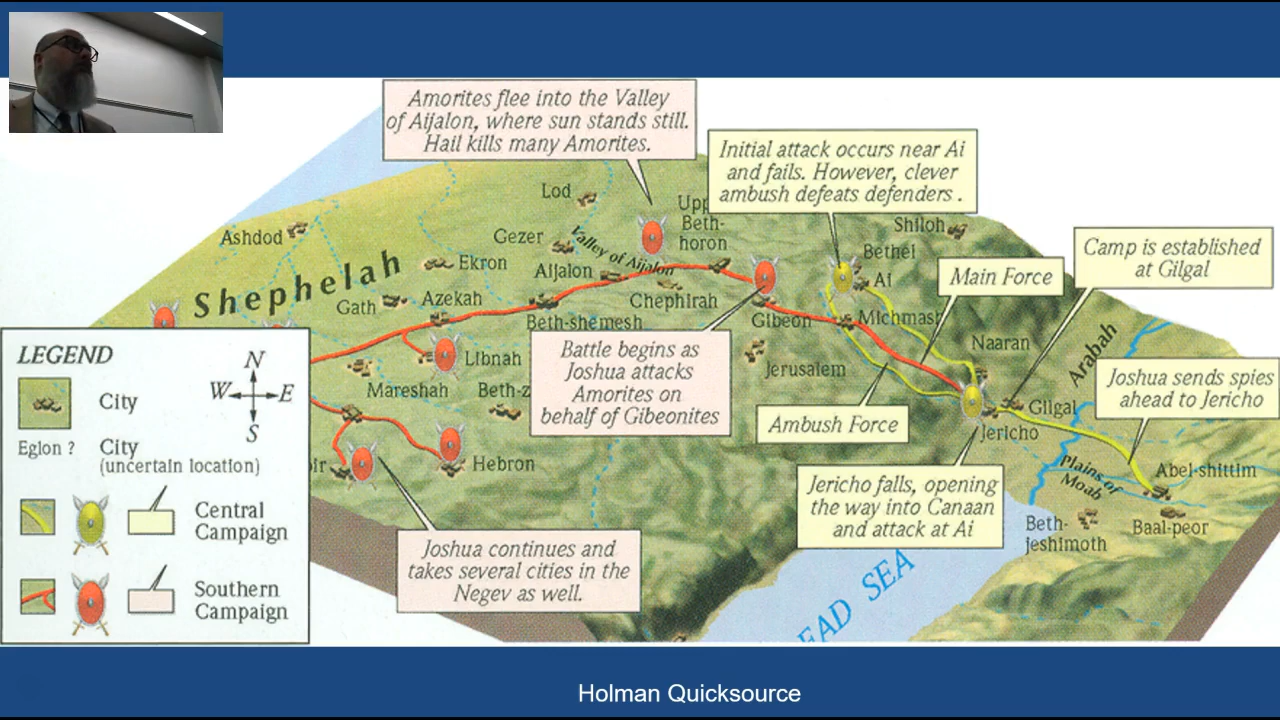 Amorites flee into the Valley
of Aijalon, where sun stands still.
Hail kills many Amorites.
Initial attack occurs near Ai
and fails. However, clever
ambush defeats defenders .
Camp is established
at Gilgal
Main Force
Joshua sends spies
ahead to Jericho
Lod
Upp
Beth-
horon
Shiloh
Ashdod
Gezer
Valley of Aijalon
Bethel
Ekron
Aijalon
Ai
Shephelah
Gath
Azekah
Chephirah
Beth-shemesh
Gibeon
Michmash
Naaran
Arabah
Libnah
Jerusalem
Mareshah
Beth-z
Gilgal
Jericho
Battle begins as
Joshua attacks
Amorites on
behalf of Gibeonites
Ambush Force
Hebron
ir
Plains of
Moab
Abel-shittim
Jericho falls, opening
the way into Canaan
and attack at Ai
Beth-
jeshimoth
Baal-peor
Joshua continues and
takes several cities in the
Negev as well.
EAD SEA
LEGEND
N
W
E
S
City
Eglon ?
City
(uncertain location)
Central
Campaign
Southern
Campaign
Holman Quicksource